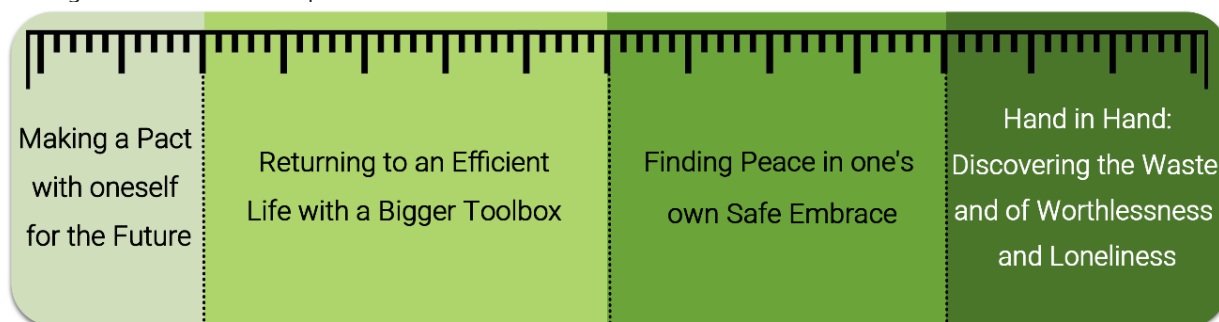 Making a Pact
with oneself
for the Future
Returning to an Efficient
Life with a Bigger Toolbox
Finding Peace in one's
own Safe Embrace
Hand in Hand:
Discovering the Waste
and of Worthlessness
and Loneliness